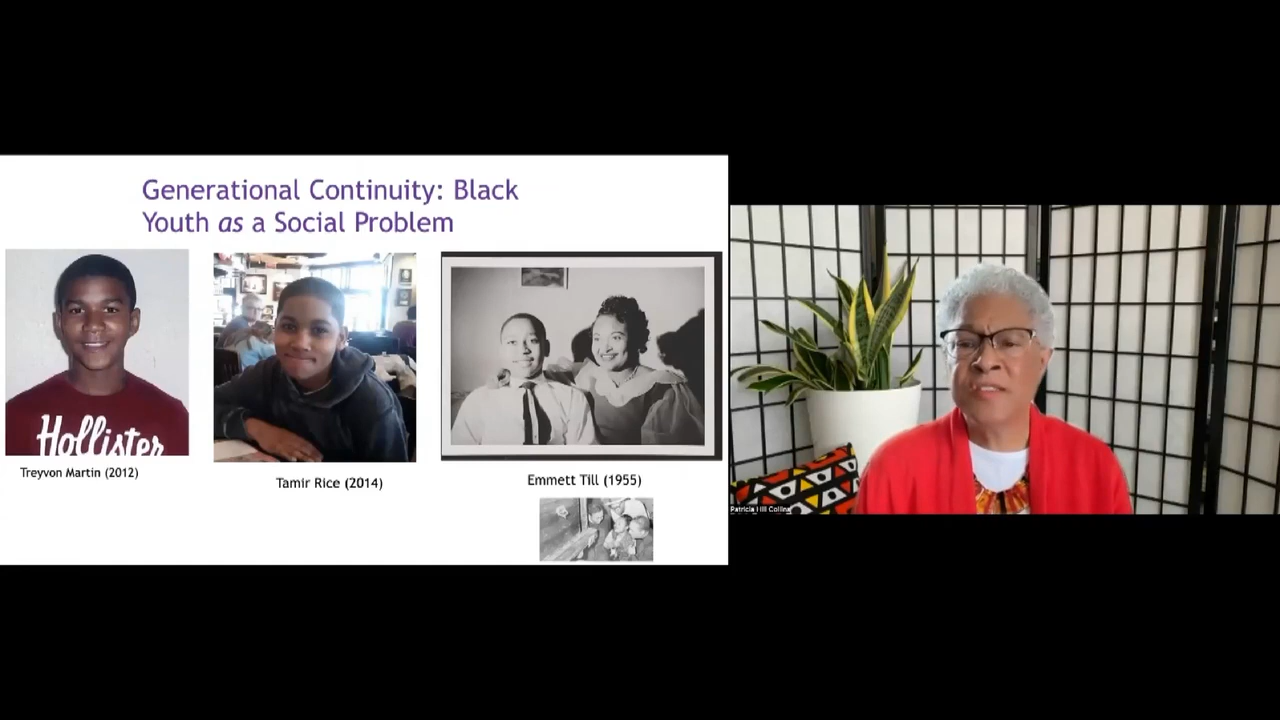 Generational Continuity: Black
Youth as a Social Problem
Hollister
Treyvon Martin (2012)
Tamir Rice (2014)
Emmett Till (1955)
Patricia Hill Collins